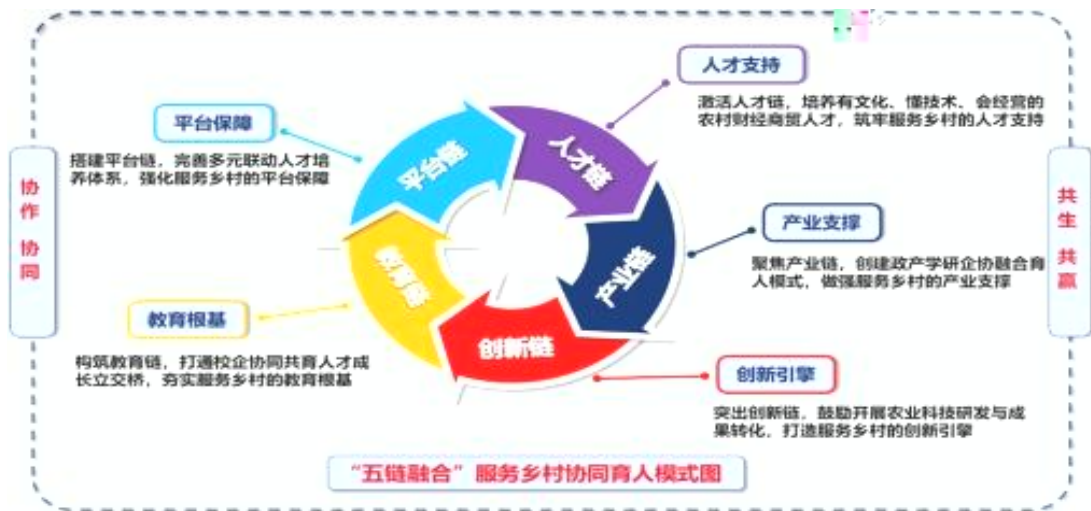 人才支持
激活人才链，培养有文化、懂技术、会经营的
农村财经商贸人才，筑牢服务乡村的人才支持
平台保障
搭建平台链，完善多元联动人才培
养体系，强化服务乡村的平台保障
协作 协同
共生 共赢
平台链
人才链
产业链
创新链
教育链
产业支撑
聚焦产业链，创建政产学研企协融合育
人模式，做强服务乡村的产业支撑
教育根基
构筑教育链，打通校企协同共育人才成
长立交桥，夯实服务乡村的教育根基
创新引擎
突出创新链，鼓励开展农业科技研发与成
果转化，打造服务乡村的创新引擎
“五链融合”服务乡村协同育人模式图